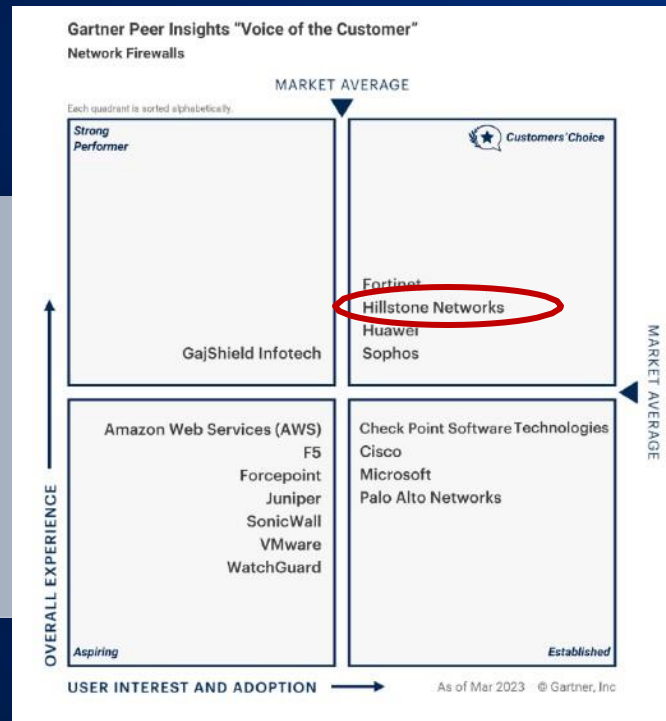 Gartner Peer Insights "Voice of the Customer"
Network Firewalls
MARKET AVERAGE
Each quadrant is sorted alphabetically.
Strong
Performer
Customers' Choice
GajShield Infotech
Fortinet
Hillstone Networks
Huawei
Sophos
MARKET AVERAGE
Amazon Web Services (AWS)
F5
Forcepoint
Juniper
SonicWall
VMware
WatchGuard
Check Point Software Technologies
Cisco
Microsoft
Palo Alto Networks
OVERALL EXPERIENCE
Aspiring
Established
USER INTEREST AND ADOPTION
As of Mar 2023 © Gartner, Inc